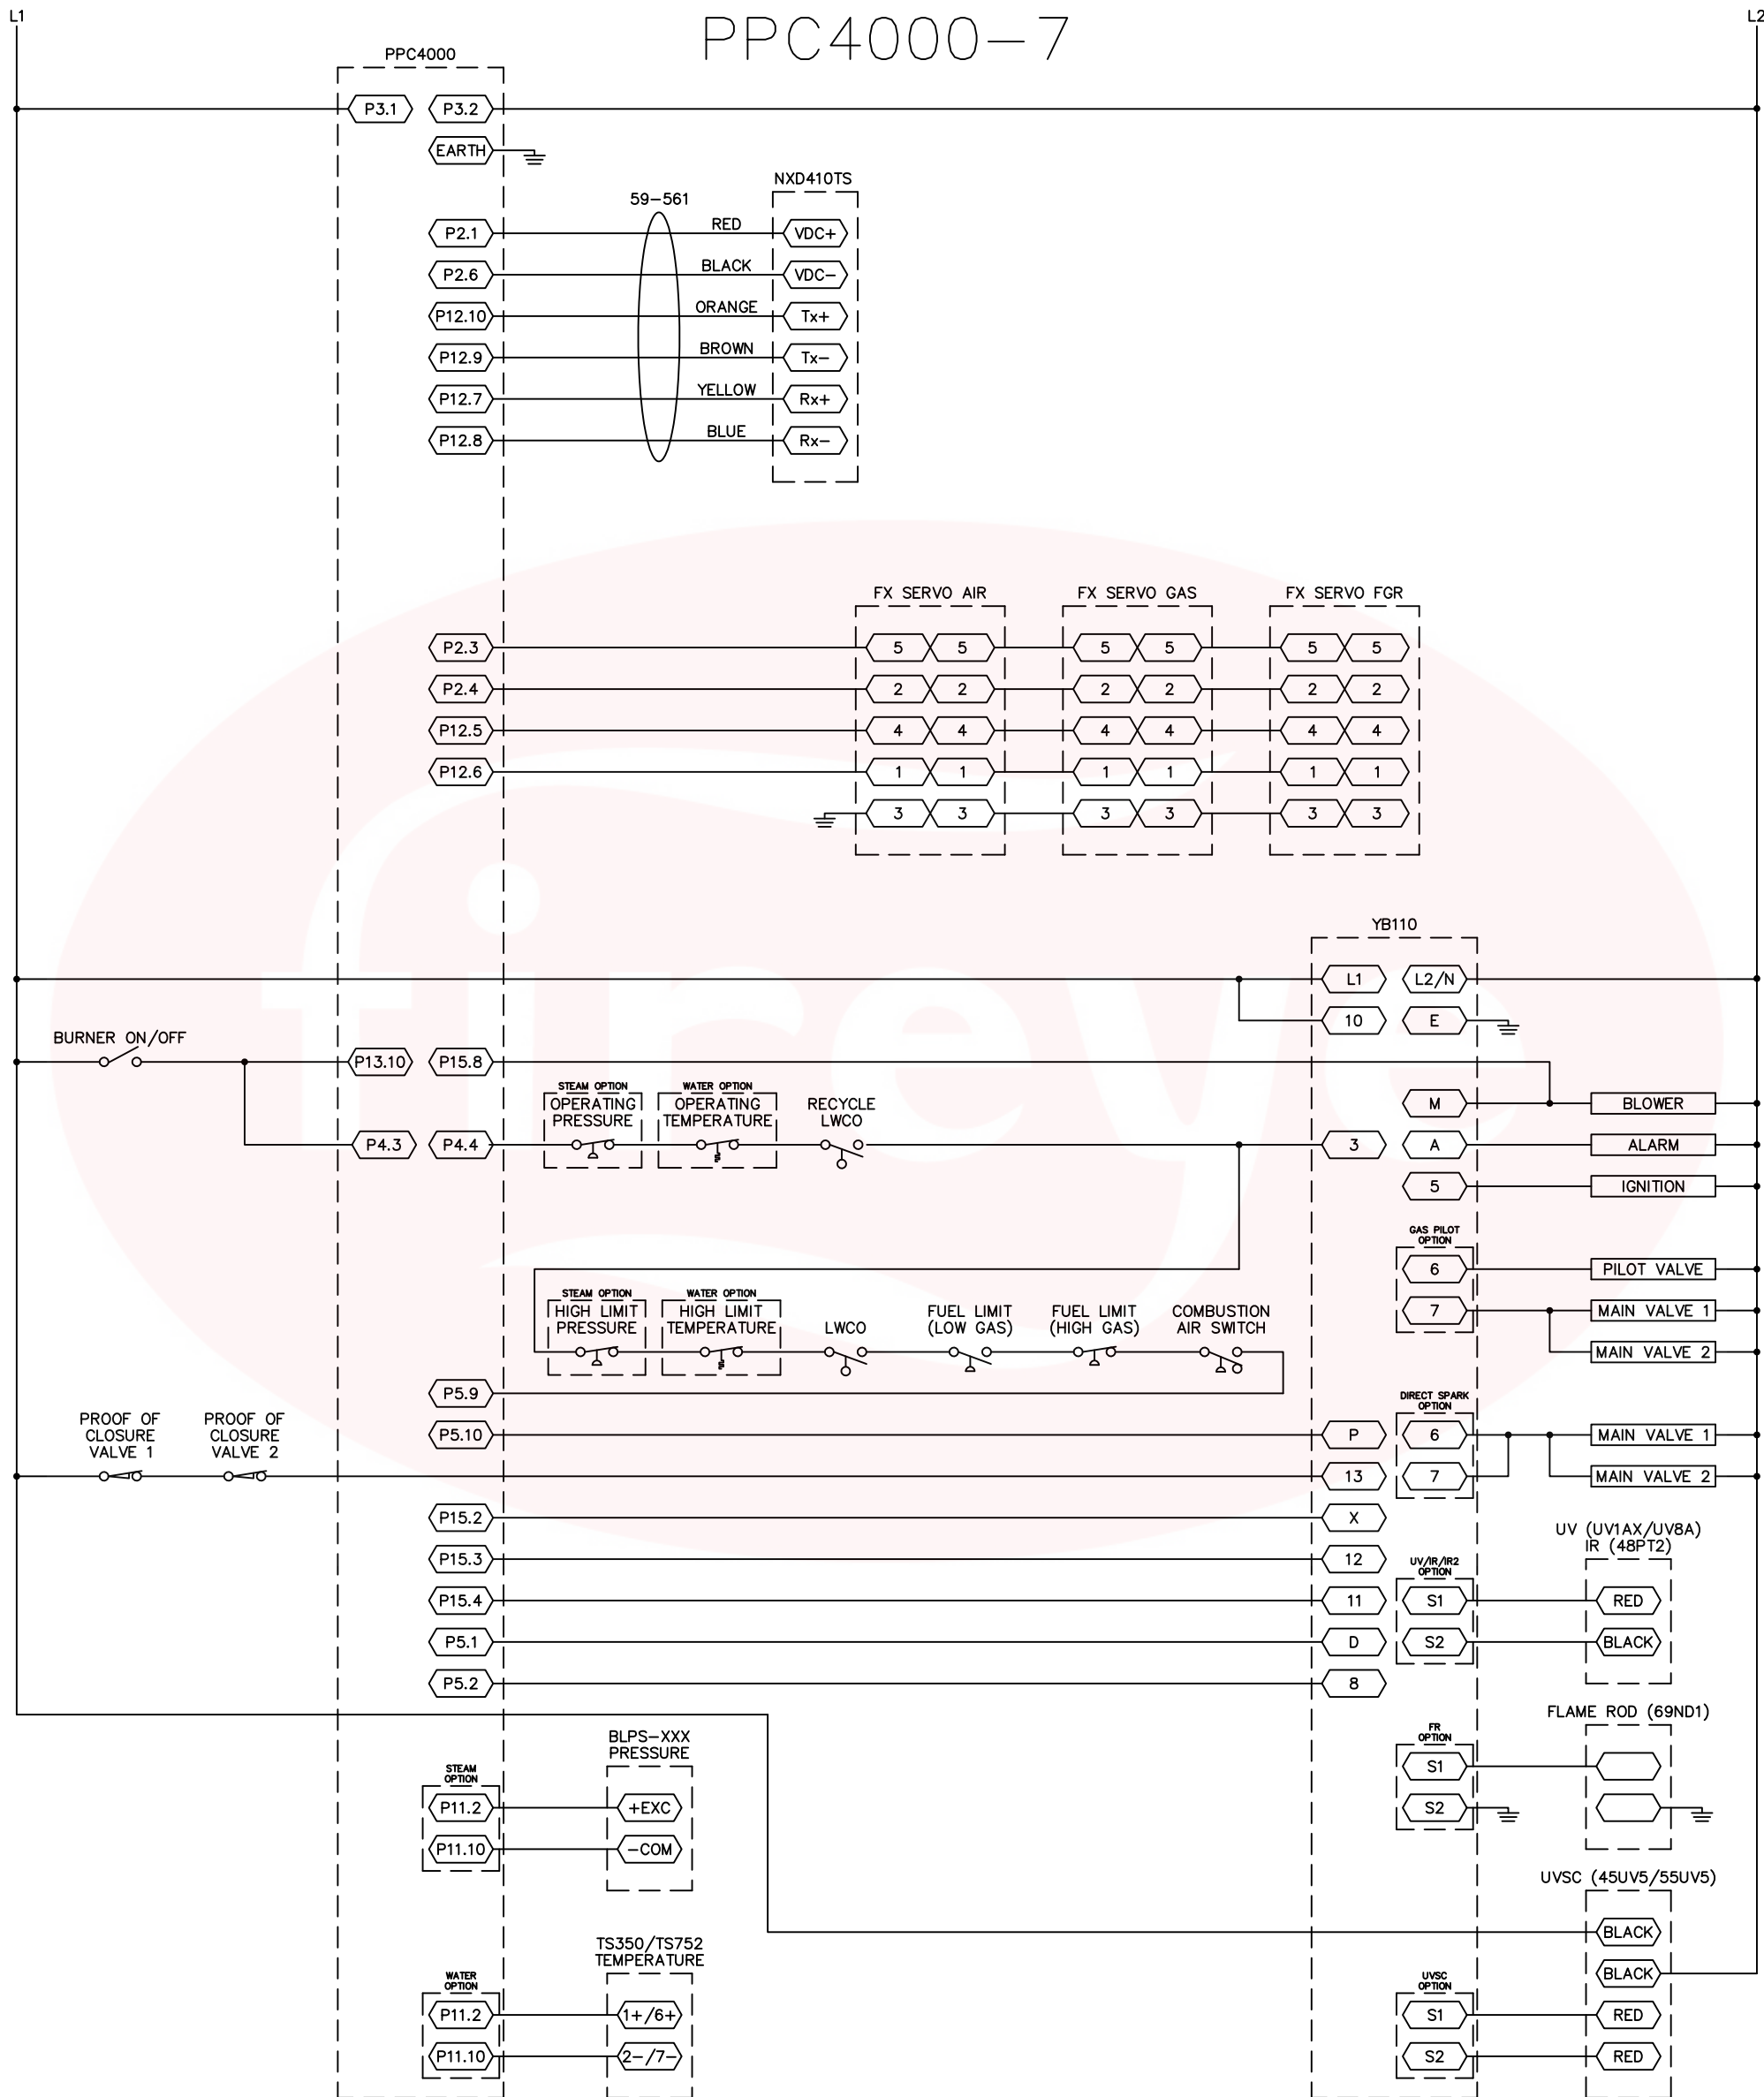 L1
L2
PPC4000-7
PPC4000
P3.1
P3.2
EARTH
NXD410TS
59-561
P2.1
RED
VDC+
P2.6
BLACK
VDC-
P12.10
ORANGE
Tx+
P12.9
BROWN
Tx-
P12.7
YELLOW
Rx+
P12.8
BLUE
Rx-
FX SERVO AIR
FX SERVO GAS
FX SERVO FGR
P2.3
5 5
5 5
5 5
P2.4
2 2
2 2
2 2
P12.5
4 4
4 4
4 4
P12.6
1 1
1 1
1 1
3 3
3 3
3 3
fireye
YB110
L1
L2/N
10
E
BURNER ON/OFF
P13.10
P15.8
M
BLOWER
STEAM OPTION
OPERATING
PRESSURE
WATER OPTION
OPERATING
TEMPERATURE
RECYCLE
LWCO
P4.3
P4.4
3
A
ALARM
5
IGNITION
GAS PILOT
OPTION
6
PILOT VALVE
7
MAIN VALVE 1
MAIN VALVE 2
STEAM OPTION
HIGH LIMIT
PRESSURE
WATER OPTION
HIGH LIMIT
TEMPERATURE
LWCO
FUEL LIMIT
(LOW GAS)
FUEL LIMIT
(HIGH GAS)
COMBUSTION
AIR SWITCH
P5.9
DIRECT SPARK
OPTION
P5.10
P
6
MAIN VALVE 1
PROOF OF
CLOSURE
VALVE 1
PROOF OF
CLOSURE
VALVE 2
13
7
MAIN VALVE 2
P15.2
X
UV (UV1AX/UV8A)
IR (48PT2)
P15.3
12
UV/IR/IR2
OPTION
P15.4
11
S1
RED
P5.1
D
S2
BLACK
P5.2
8
FLAME ROD (69ND1)
FR
OPTION
S1
S2
BLPS-XXX
PRESSURE
STEAM
OPTION
P11.2
+EXC
P11.10
-COM
UVSC (45UV5/55UV5)
BLACK
BLACK
TS350/TS752
TEMPERATURE
WATER
OPTION
P11.2
1+/6+
P11.10
2-/7-
UVSC
OPTION
S1
RED
S2
RED